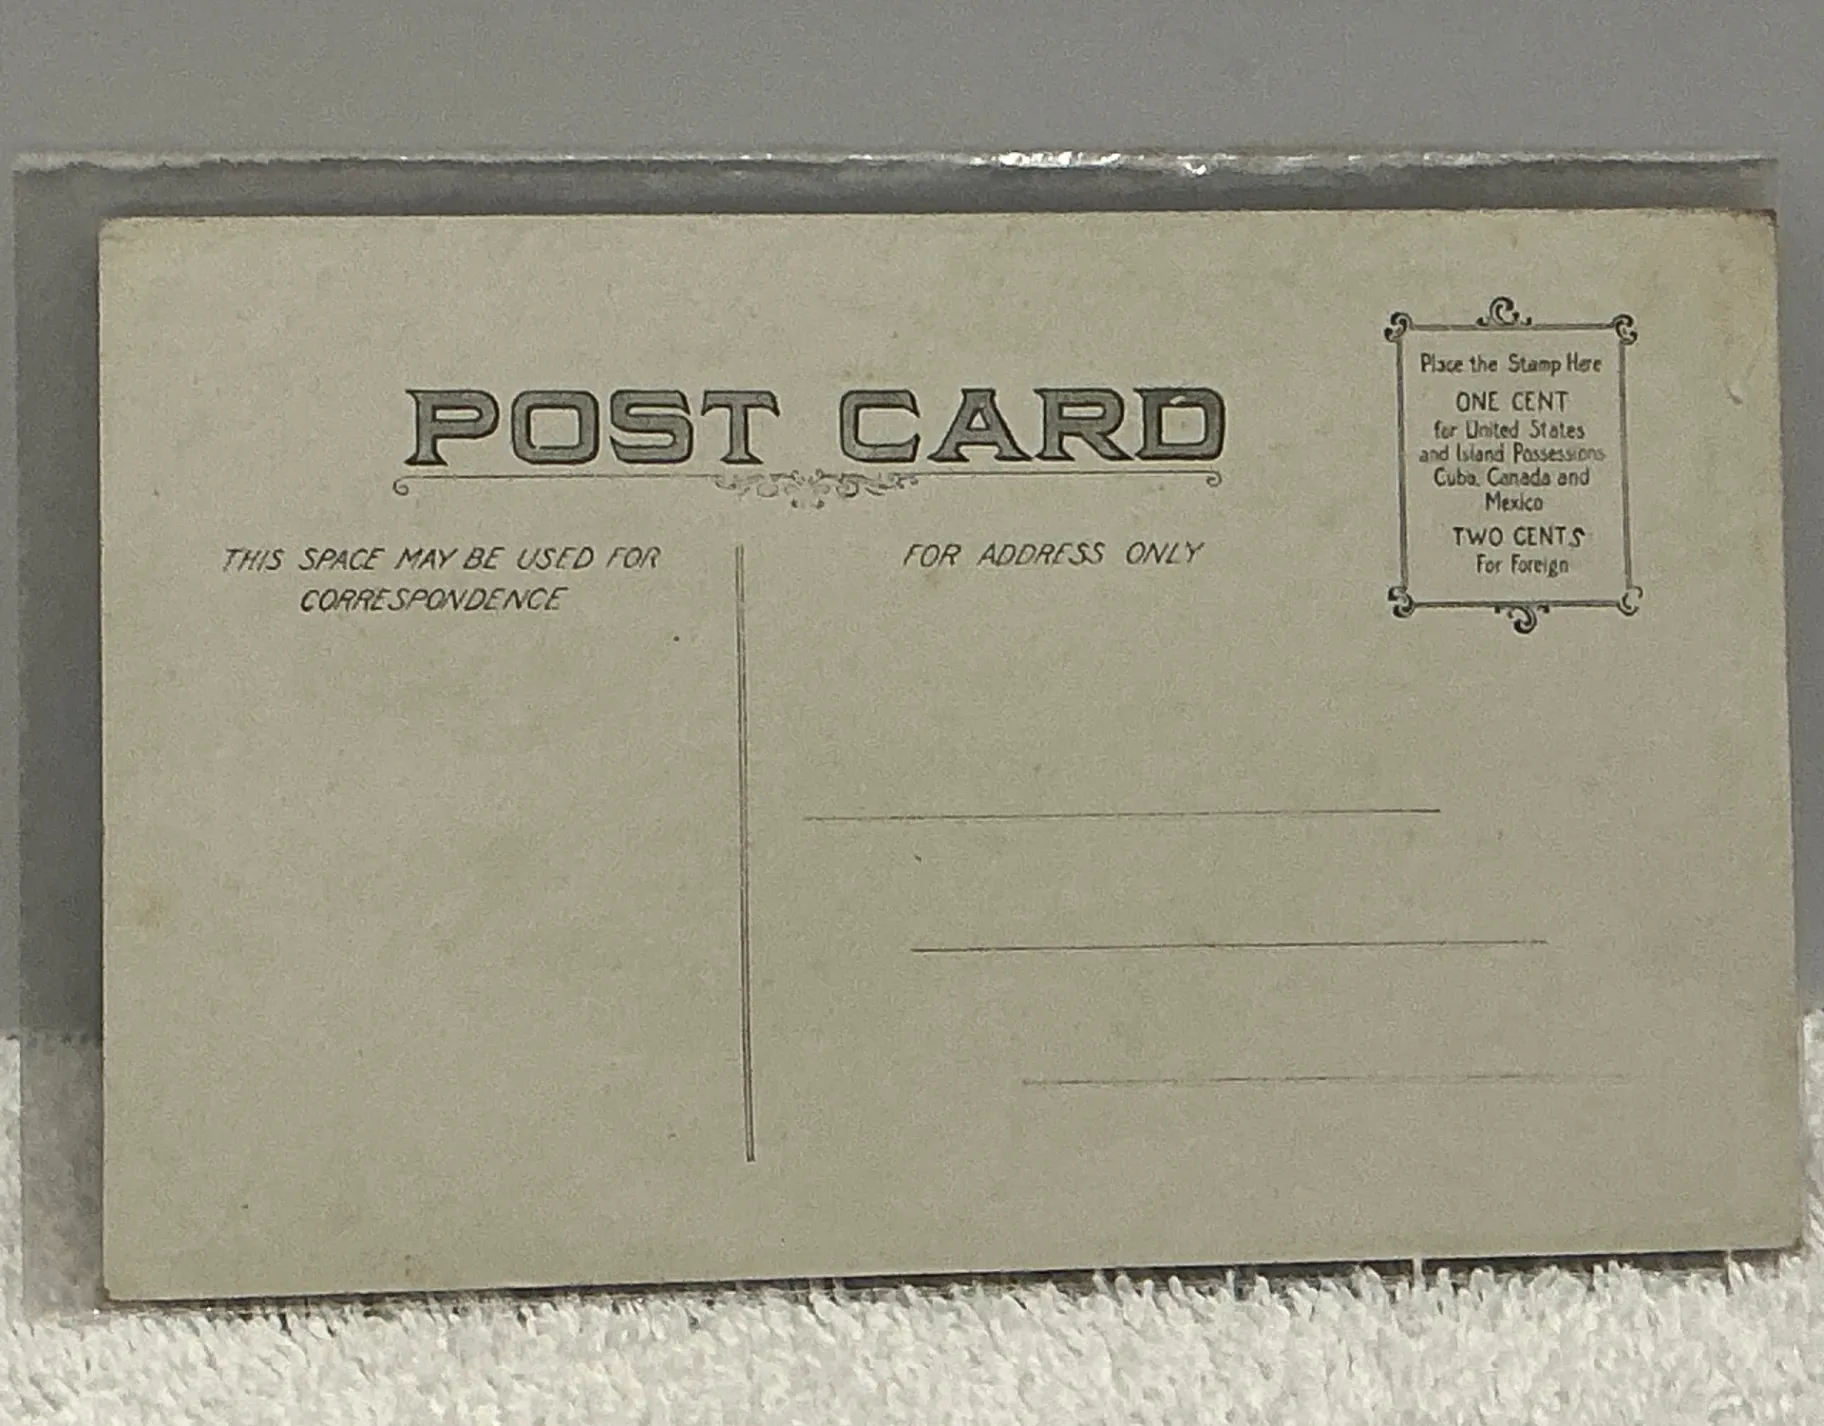 POST CARD
THIS SPACE MAY BE USED FOR
CORRESPONDENCE
FOR ADDRESS ONLY
Place the Stamp Here
ONE CENT
for United States
and Island Possessions
Cuba, Canada and
Mexico
TWO CENTS
For Foreign